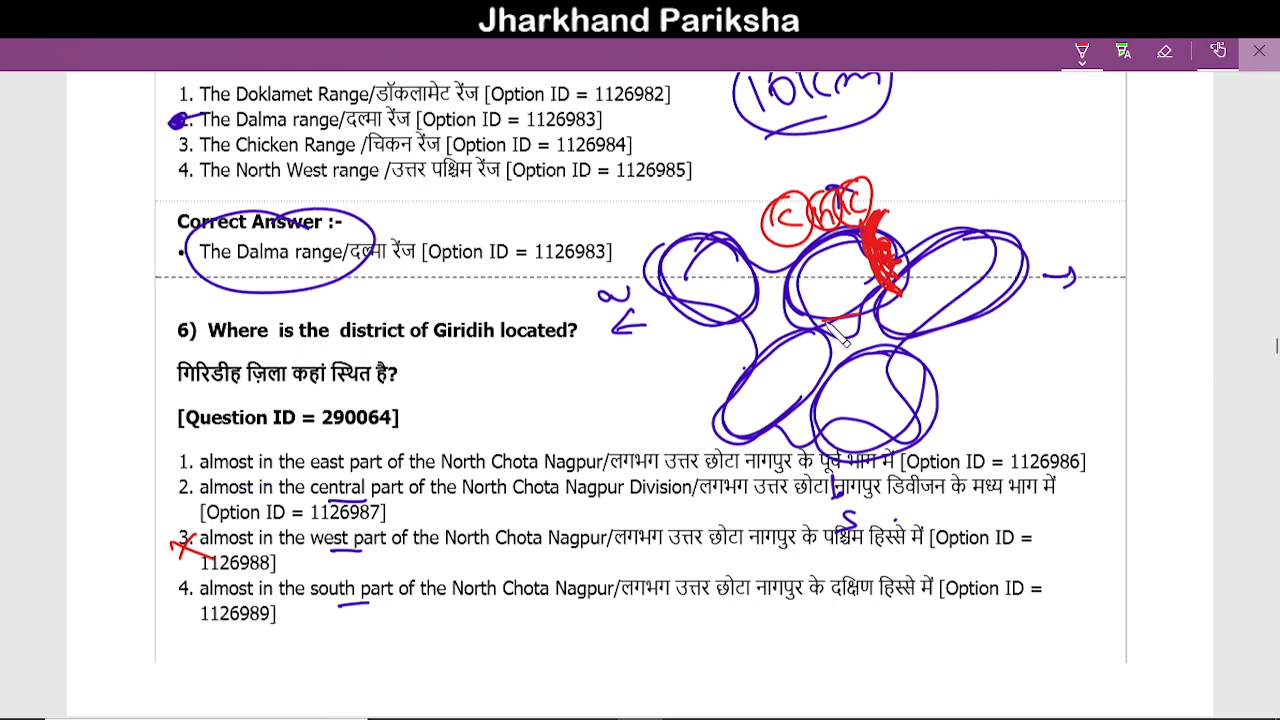 Jharkhand Pariksha
1. The Doklamet Range/डॉकलामेट रेंज [Option ID = 1126982]
2. The Dalma range/दल्मा रेंज [Option ID = 1126983]
3. The Chicken Range /चिकन रेंज [Option ID = 1126984]
4. The North West range /उत्तर पश्चिम रेंज [Option ID = 1126985]
Correct Answer :-
• The Dalma range/दल्मा रेंज [Option ID = 1126983]
6) Where is the district of Giridih located?
गिरिडीह ज़िला कहां स्थित है?
[Question ID = 290064]
1. almost in the east part of the North Chota Nagpur/लगभग उत्तर छोटा नागपुर के पूर्व भाग में [Option ID = 1126986]
2. almost in the central part of the North Chota Nagpur Division/लगभग उत्तर छोटा नागपुर डिवीजन के मध्य भाग में
[Option ID = 1126987]
3. almost in the west part of the North Chota Nagpur/लगभग उत्तर छोटा नागपुर के पश्चिम हिस्से में [Option ID =
1126988]
4. almost in the south part of the North Chota Nagpur/लगभग उत्तर छोटा नागपुर के दक्षिण हिस्से में [Option ID =
1126989]